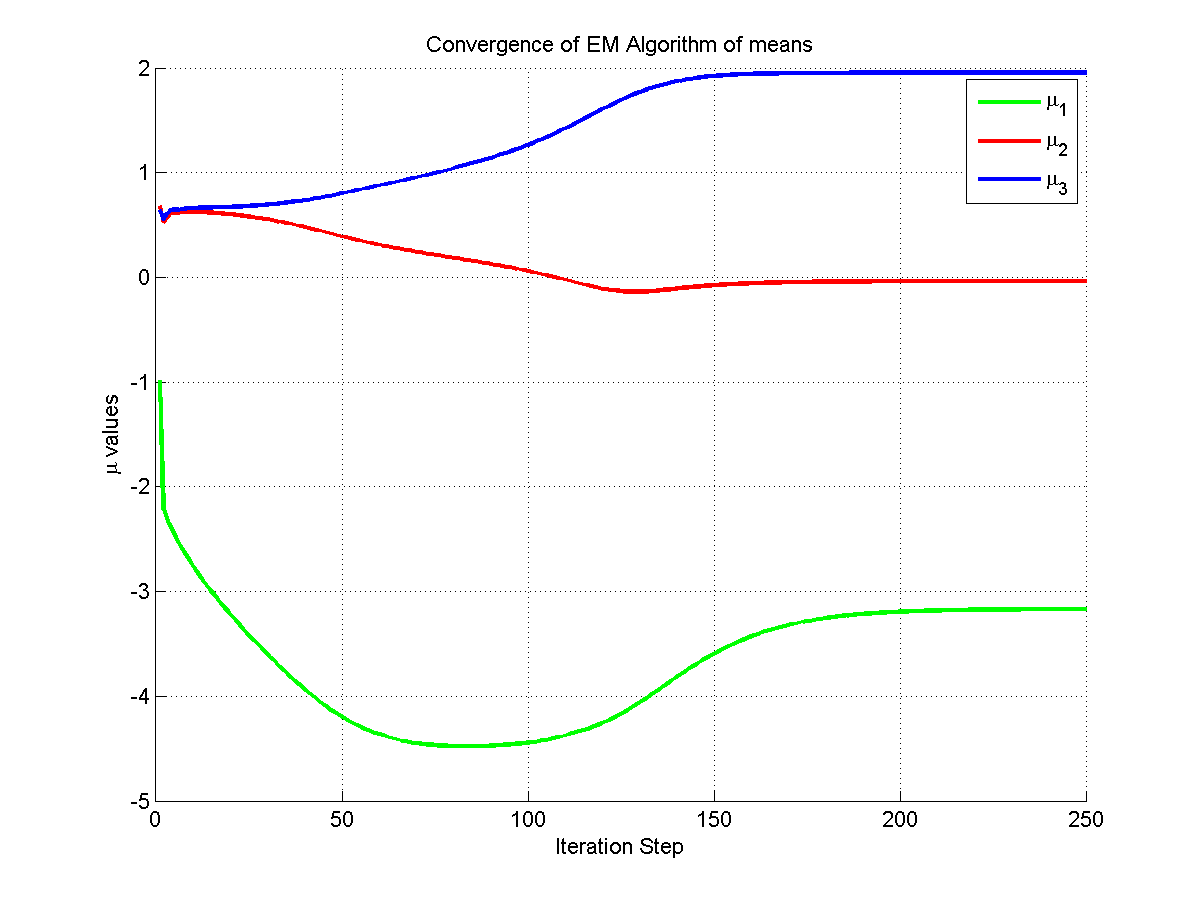 Convergence of EM Algorithm of means
2
1
0
-1
-2
-3
-4
-5
μ values
μ1
μ2
μ3
0 50 100 150 200 250
Iteration Step